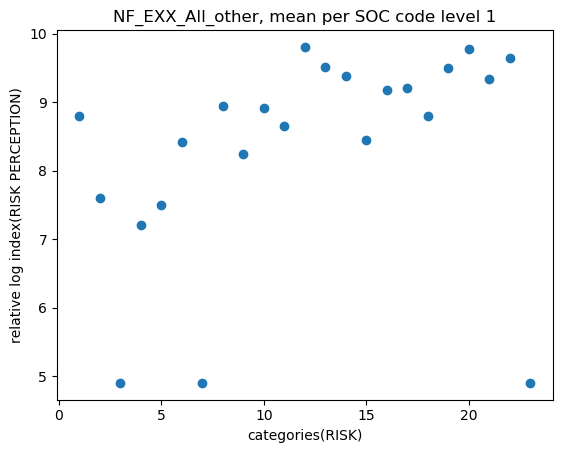 NF_EXX_All_other, mean per SOC code level 1
relative log index(RISK PERCEPTION)
10
9
8
7
6
5
0 5 10 15 20
categories(RISK)